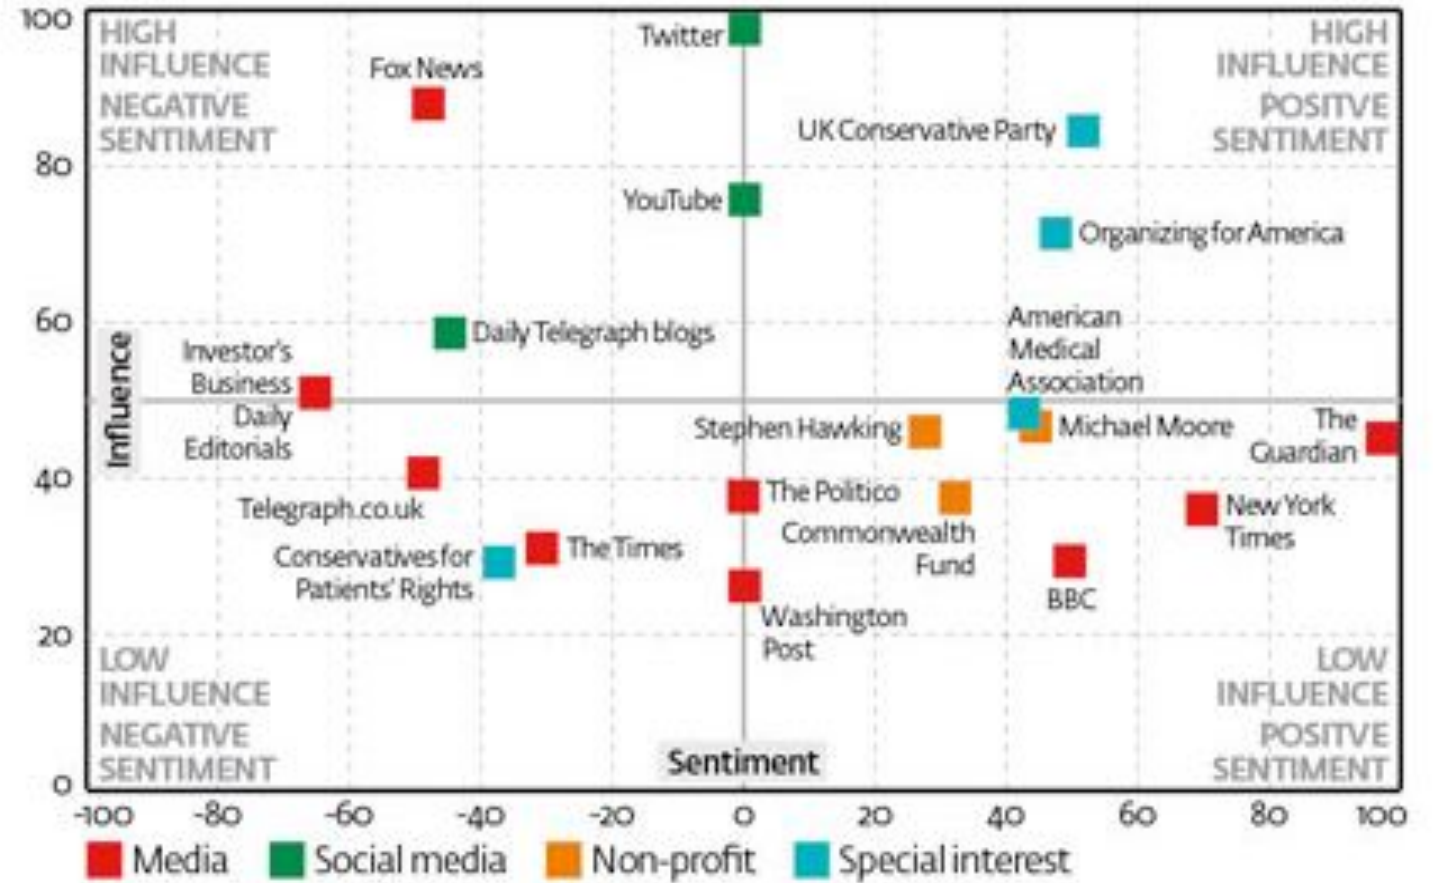 100
HIGH
INFLUENCE
NEGATIVE
SENTIMENT
Fox News
Twitter
UK Conservative Party
HIGH
INFLUENCE
POSITVE
SENTIMENT
80
YouTube
Organizing for America
60
Daily Telegraph blogs
American
Medical
Association
Investor's
Business
Daily
Editorials
Influence
Stephen Hawking
Michael Moore
The
Guardian
40
Telegraph.co.uk
The Politico
Commonwealth
Fund
New York
Times
Conservatives for
Patients' Rights
The Times
BBC
Washington
Post
20
LOW
INFLUENCE
NEGATIVE
SENTIMENT
Sentiment
LOW
INFLUENCE
POSITVE
SENTIMENT
0
-100 -80 -60 -40 -20 0 20 40 60 80 100
Media Social media Non-profit Special interest